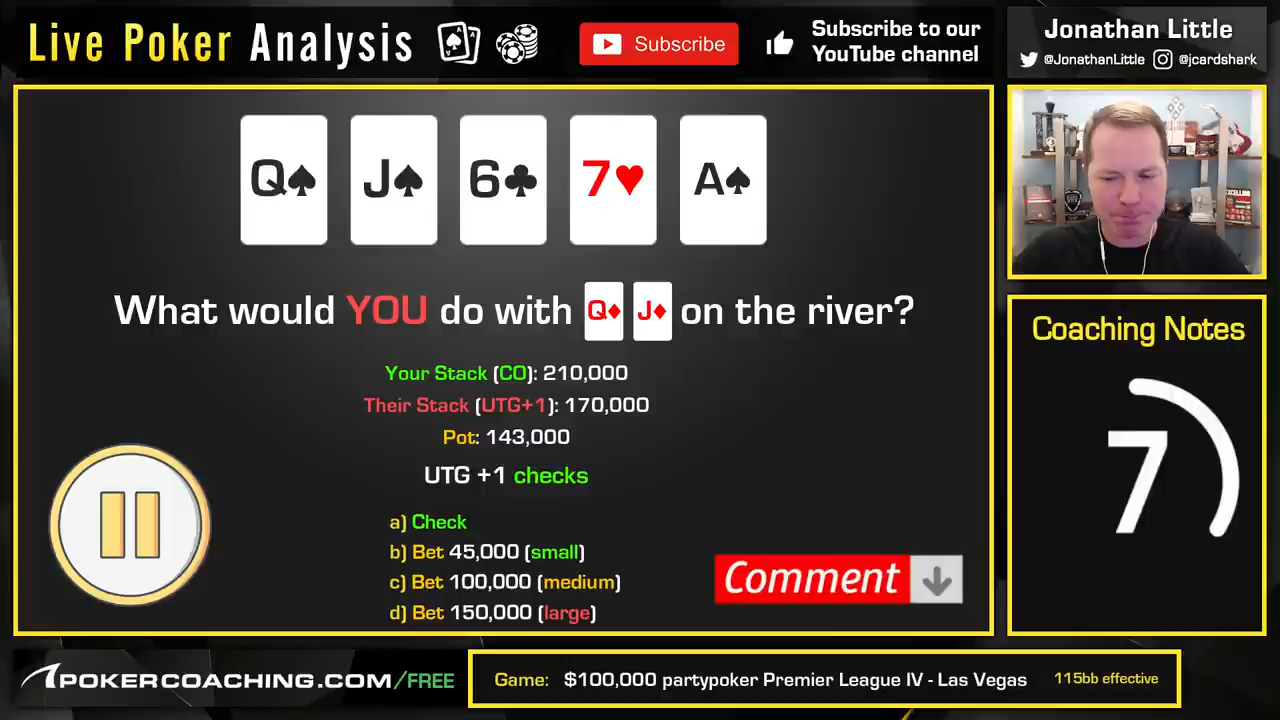 Live Poker Analysis
Subscribe
Subscribe to our
YouTube channel
Jonathan Little
@JonathanLittle @jcardshark
Q♠ J♠ 6♣ 7♥ A♠
What would YOU do with Q♦ J♦ on the river?
Your Stack (CO): 210,000
Their Stack (UTG+1): 170,000
Pot: 143,000
UTG +1 checks
a) Check
b) Bet 45,000 (small)
c) Bet 100,000 (medium)
d) Bet 150,000 (large)
Comment
Coaching Notes
7
POKERCOACHING.COM/FREE
Game: $100,000 partypoker Premier League IV - Las Vegas 115bb effective